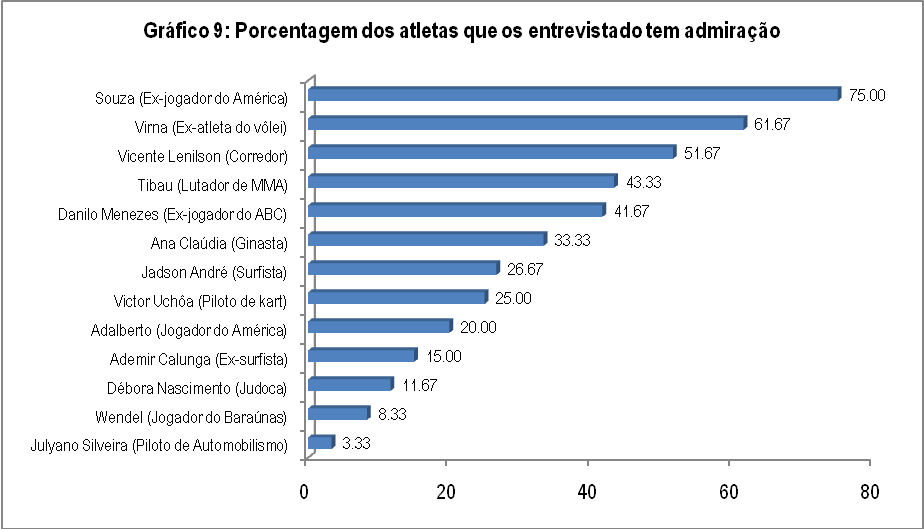 Gráfico 9: Porcentagem dos atletas que os entrevistado tem admiração
Souza (Ex-jogador do América) 75.00
Virna (Ex-atleta do vôlei) 61.67
Vicente Lenilson (Corredor) 51.67
Tibau (Lutador de MMA) 43.33
Danilo Menezes (Ex-jogador do ABC) 41.67
Ana Claúdia (Ginasta) 33.33
Jadson André (Surfista) 26.67
Victor Uchôa (Piloto de kart) 25.00
Adalberto (Jogador do América) 20.00
Ademir Calunga (Ex-surfista) 15.00
Débora Nascimento (Judoca) 11.67
Wendel (Jogador do Baraúnas) 8.33
Julyano Silveira (Piloto de Automobilismo) 3.33
0 20 40 60 80